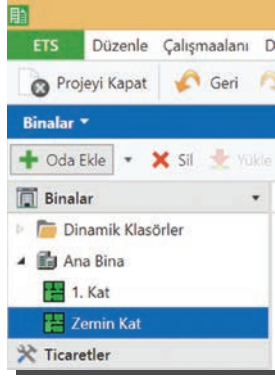 ETS Düzenle Çalışmaalanı D
Projeyi Kapat Geri
Binalar
Oda Ekle Sil Yükle
Binalar
Dinamik Klasörler
Ana Bina
1. Kat
Zemin Kat
Ticaretler